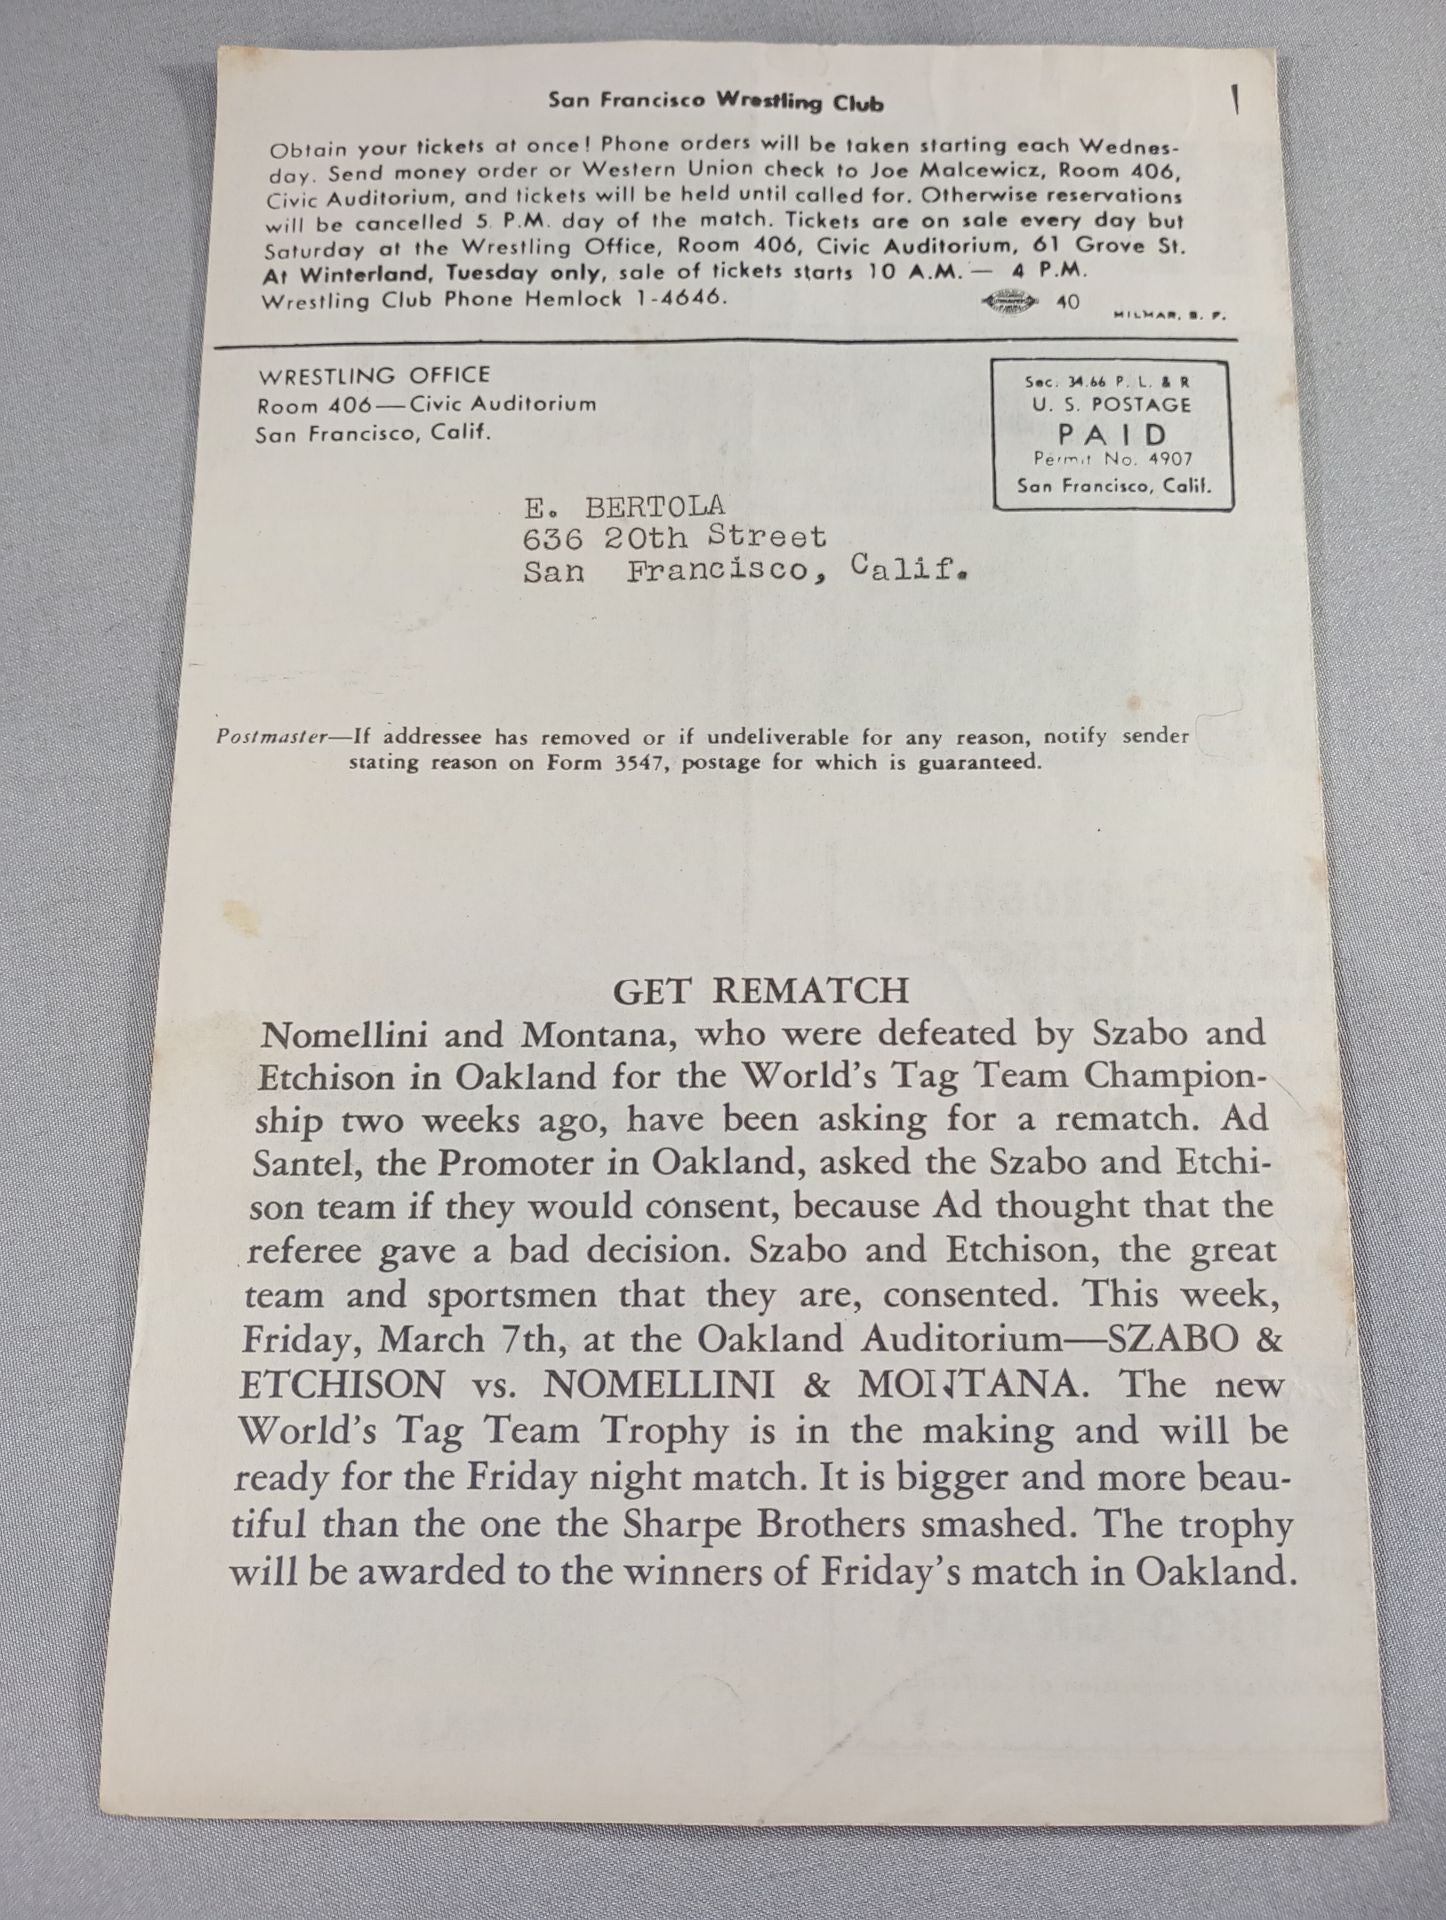 San Francisco Wrestling Club
Obtain your tickets at once! Phone orders will be taken starting each Wednes-
day. Send money order or Western Union check to Joe Malcewicz, Room 406,
Civic Auditorium, and tickets will be held until called for. Otherwise reservations
will be cancelled 5 P.M. day of the match. Tickets are on sale every day but
Saturday at the Wrestling Office, Room 406, Civic Auditorium, 61 Grove St.
At Winterland, Tuesday only, sale of tickets starts 10 A.M. — 4 P.M.
Wrestling Club Phone Hemlock 1-4646.
40 MILMAR, S. F.
WRESTLING OFFICE
Room 406—Civic Auditorium
San Francisco, Calif.
Sec. 34.66 P. L. & R
U. S. POSTAGE
PAID
Permit No. 4907
San Francisco, Calif.
E. BERTOLA
636 20th Street
San Francisco, Calif.
Postmaster—If addressee has removed or if undeliverable for any reason, notify sender
stating reason on Form 3547, postage for which is guaranteed.
GET REMATCH
Nomellini and Montana, who were defeated by Szabo and
Etchison in Oakland for the World's Tag Team Champion-
ship two weeks ago, have been asking for a rematch. Ad
Santel, the Promoter in Oakland, asked the Szabo and Etchi-
son team if they would consent, because Ad thought that the
referee gave a bad decision. Szabo and Etchison, the great
team and sportsmen that they are, consented. This week,
Friday, March 7th, at the Oakland Auditorium—SZABO &
ETCHISON vs. NOMELLINI & MONTANA. The new
World's Tag Team Trophy is in the making and will be
ready for the Friday night match. It is bigger and more beau-
tiful than the one the Sharpe Brothers smashed. The trophy
will be awarded to the winners of Friday's match in Oakland.